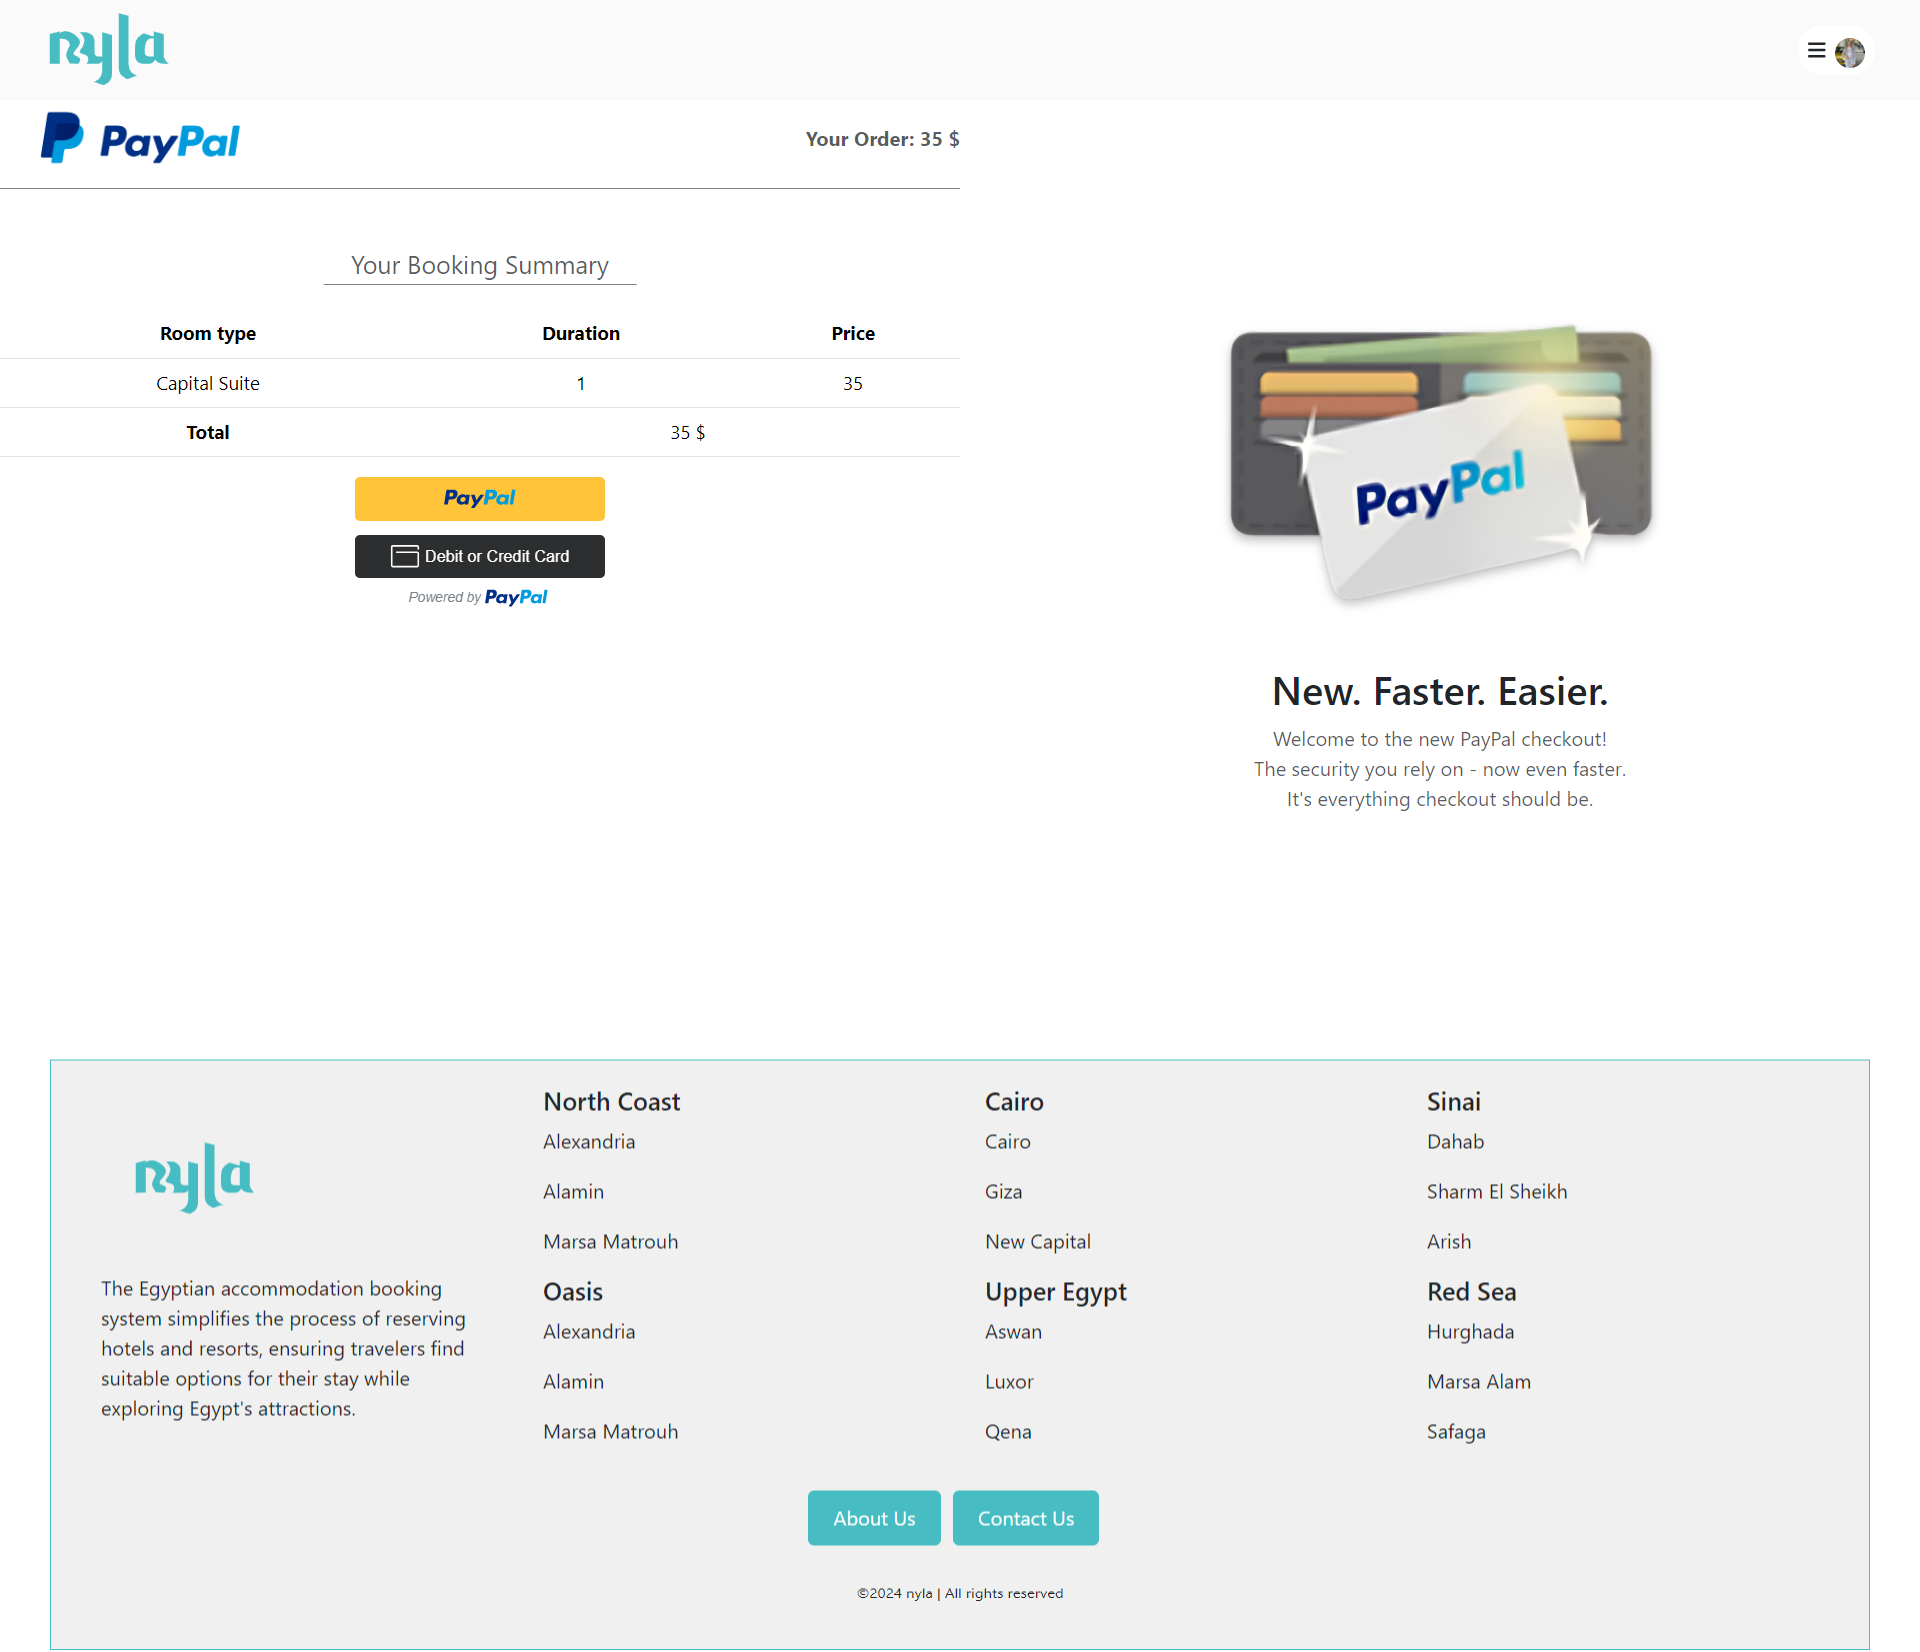 nyla
PayPal
Your Order: 35 $
Your Booking Summary
Room type Duration Price
Capital Suite 1 35
Total 35 $
PayPal
Debit or Credit Card
Powered by PayPal
PayPal
New. Faster. Easier.
Welcome to the new PayPal checkout!
The security you rely on - now even faster.
It's everything checkout should be.
nyla
The Egyptian accommodation booking
system simplifies the process of reserving
hotels and resorts, ensuring travelers find
suitable options for their stay while
exploring Egypt's attractions.
North Coast
Alexandria
Alamin
Marsa Matrouh
Cairo
Cairo
Giza
New Capital
Sinai
Dahab
Sharm El Sheikh
Arish
Oasis
Alexandria
Alamin
Marsa Matrouh
Upper Egypt
Aswan
Luxor
Qena
Red Sea
Hurghada
Marsa Alam
Safaga
About Us
Contact Us
©2024 nyla | All rights reserved